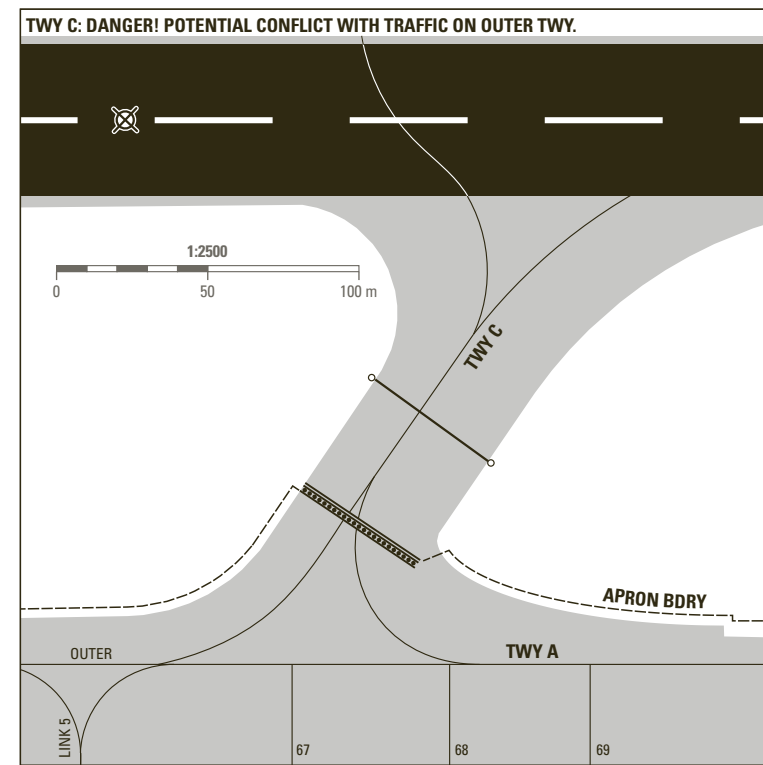 TWY C: DANGER! POTENTIAL CONFLICT WITH TRAFFIC ON OUTER TWY.
1:2500
0 50 100 m
TWY C
APRON BDRY
OUTER
TWY A
LINK 5
67 68 69